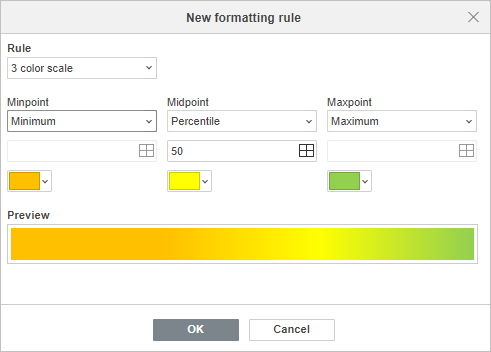 New formatting rule
Rule
3 color scale
Minpoint Midpoint Maxpoint
Minimum Percentile Maximum
50
Preview
OK Cancel